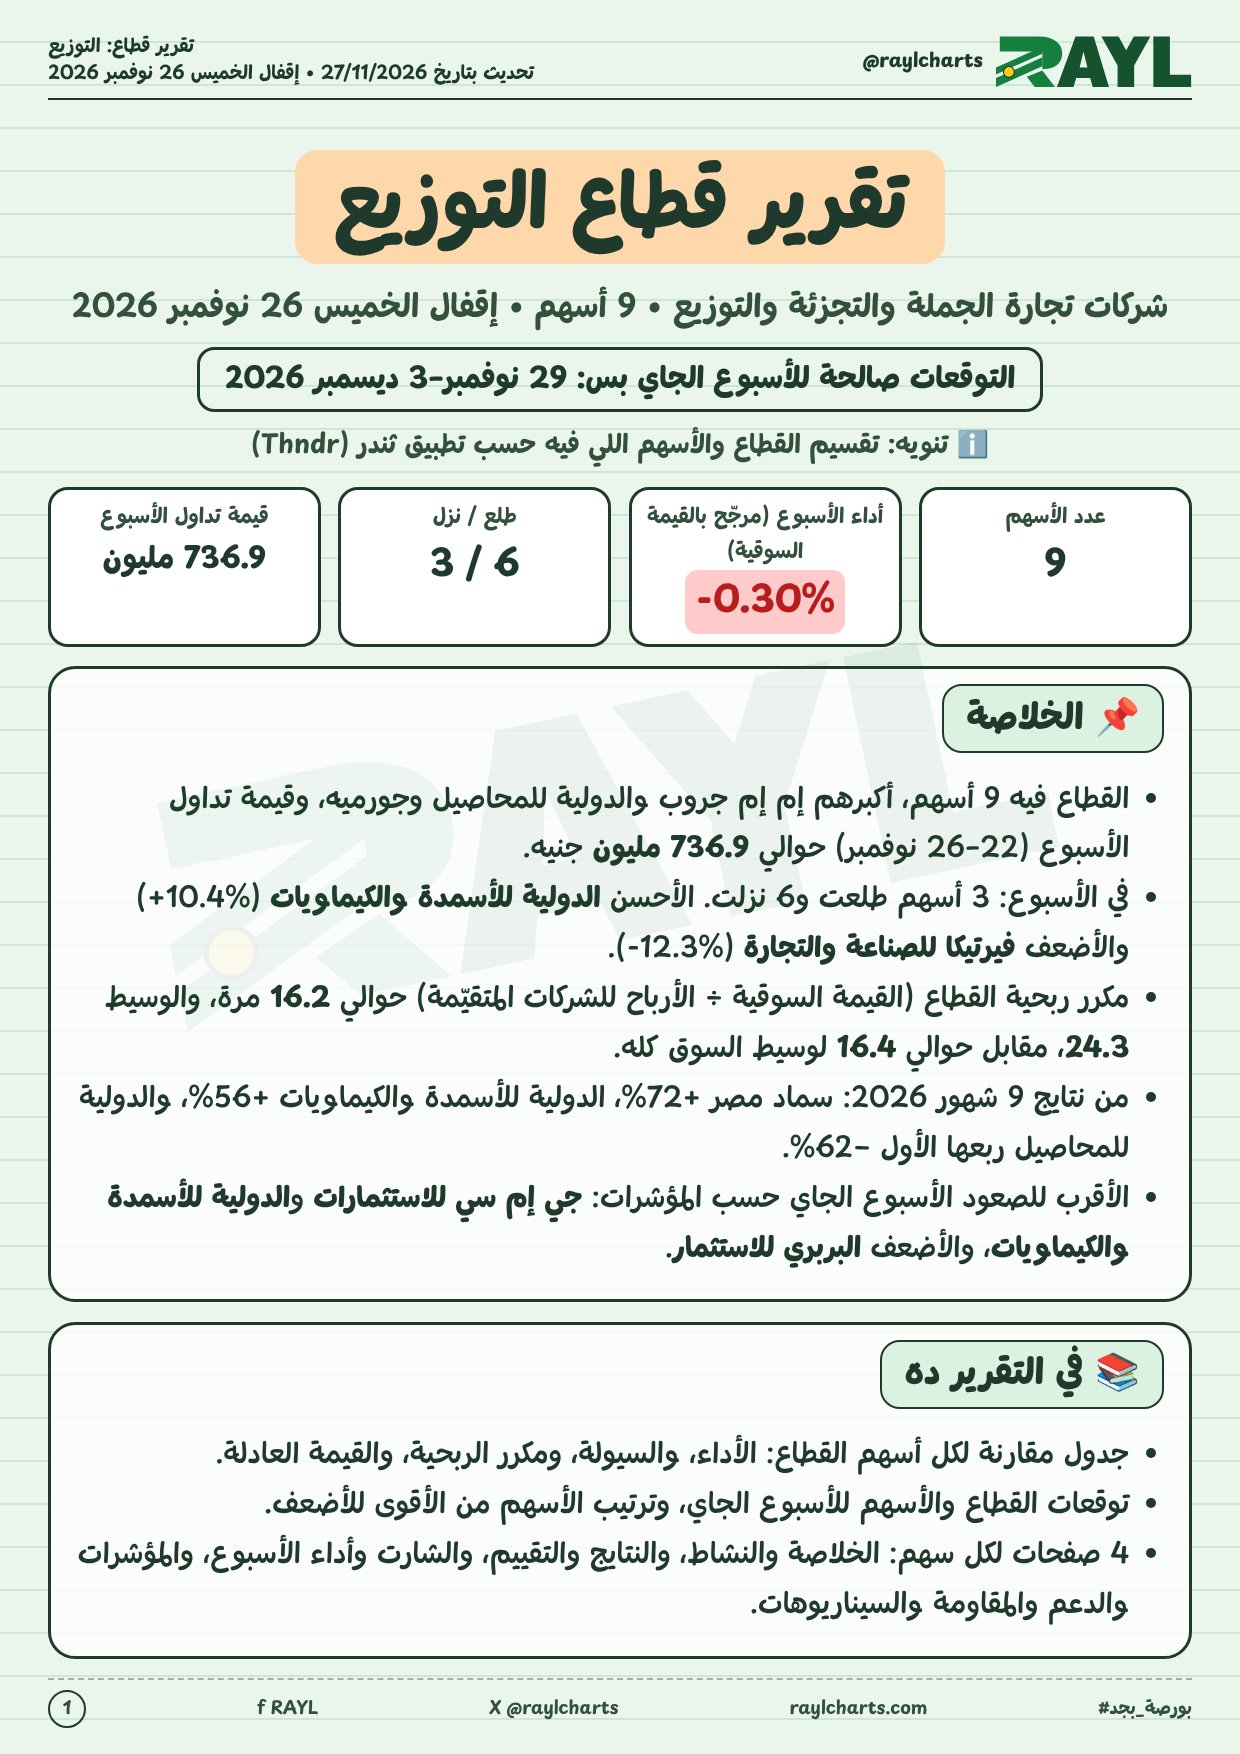 RAYL @raylcharts
تقرير قطاع: التوزيع
تحديث بتاريخ 27/11/2026 • إقفال الخميس 26 نوفمبر 2026
تقرير قطاع التوزيع
شركات تجارة الجملة والتجزئة والتوزيع • 9 أسهم • إقفال الخميس 26 نوفمبر 2026
التوقعات صالحة للأسبوع الجاي بس: 29 نوفمبر–3 ديسمبر 2026
ℹ️ تنويه: تقسيم القطاع والأسهم اللي فيه حسب تطبيق ثندر (Thndr)
عدد الأسهم
9
أداء الأسبوع (مرجّح بالقيمة
السوقية)
-0.30%
طلع / نزل
3 / 6
قيمة تداول الأسبوع
736.9 مليون
📌 الخلاصة
• القطاع فيه 9 أسهم، أكبرهم إم إم جروب والدولية للمحاصيل وجورميه، وقيمة تداول
الأسبوع (22–26 نوفمبر) حوالي 736.9 مليون جنيه.
• في الأسبوع: 3 أسهم طلعت و6 نزلت. الأحسن الدولية للأسمدة والكيماويات (+10.4%)
والأضعف فيرتيكا للصناعة والتجارة (-12.3%).
• مكرر ربحية القطاع (القيمة السوقية ÷ الأرباح للشركات المتقيّمة) حوالي 16.2 مرة، والوسيط
24.3، مقابل حوالي 16.4 لوسيط السوق كله.
• من نتايج 9 شهور 2026: سماد مصر +72%، الدولية للأسمدة والكيماويات +56%، والدولية
للمحاصيل ربعها الأول –62%.
• الأقرب للصعود الأسبوع الجاي حسب المؤشرات: جي إم سي للاستثمارات والدولية للأسمدة
والكيماويات، والأضعف البربري للاستثمار.
📚 في التقرير دة
• جدول مقارنة لكل أسهم القطاع: الأداء، والسيولة، ومكرر الربحية، والقيمة العادلة.
• توقعات القطاع والأسهم للأسبوع الجاي، وترتيب الأسهم من الأقوى للأضعف.
• 4 صفحات لكل سهم: الخلاصة والنشاط، والنتايج والتقييم، والشارت وأداء الأسبوع، والمؤشرات
والدعم والمقاومة والسيناريوهات.
#بورصة_بجد
raylcharts.com
X @raylcharts
f RAYL
1